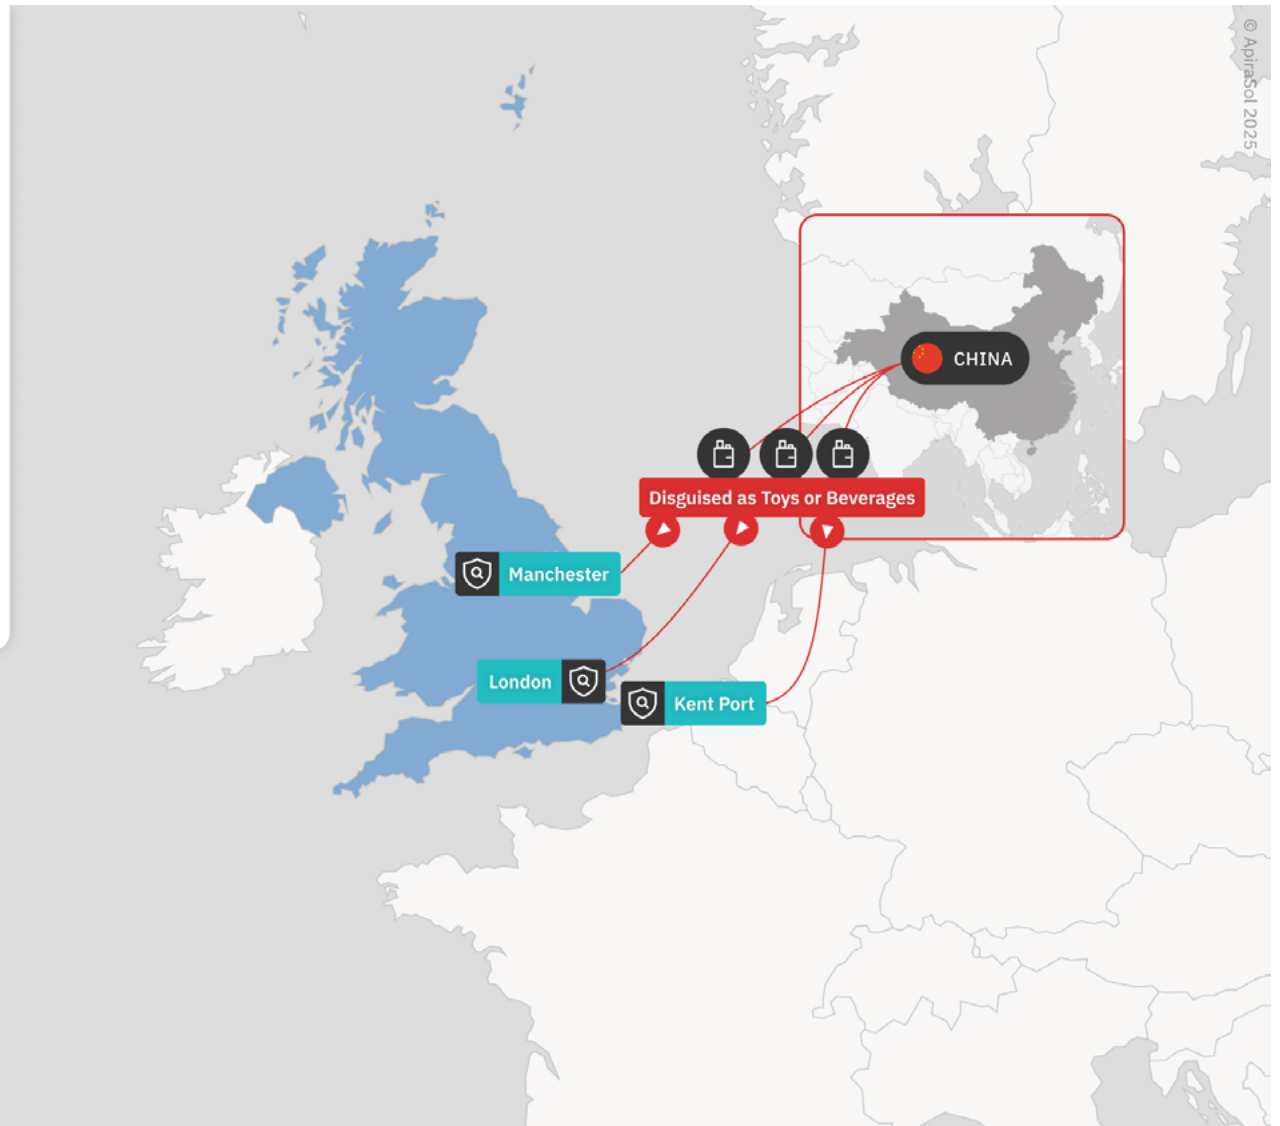 © ApiraSol 2025
CHINA
Disguised as Toys or Beverages
Manchester
London
Kent Port